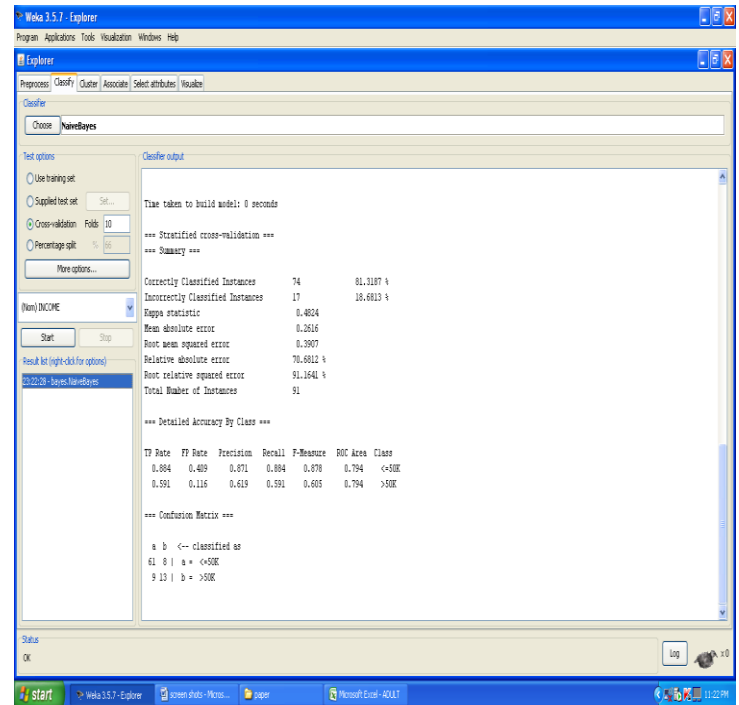 Weka 3.5.7 - Explorer
Program Applications Tools Visualization Windows Help
Explorer
Preprocess Classify Cluster Associate Select attributes Visualize
Classifier
Choose NaiveBayes
Test options
Use training set
Supplied test set Set...
Cross-validation Folds 10
Percentage split % 66
More options...
(Nom) INCOME
Start Stop
Result list (right-click for options)
23:22:28 - bayes.NaiveBayes
Classifier output
Time taken to build model: 0 seconds
=== Stratified cross-validation ===
=== Summary ===
Correctly Classified Instances 74 81.3187 %
Incorrectly Classified Instances 17 18.6813 %
Kappa statistic 0.4824
Mean absolute error 0.2616
Root mean squared error 0.3907
Relative absolute error 70.6812 %
Root relative squared error 91.1641 %
Total Number of Instances 91
=== Detailed Accuracy By Class ===
TP Rate FP Rate Precision Recall F-Measure ROC Area Class
0.884 0.409 0.871 0.884 0.878 0.794 <=50K
0.591 0.116 0.619 0.591 0.605 0.794 >50K
=== Confusion Matrix ===
a b <-- classified as
61 8 | a = <=50K
9 13 | b = >50K
Status
OK
Log x 0
start Weka 3.5.7 - Explorer screen shots - Micros... paper Microsoft Excel - ADULT 11:22 PM